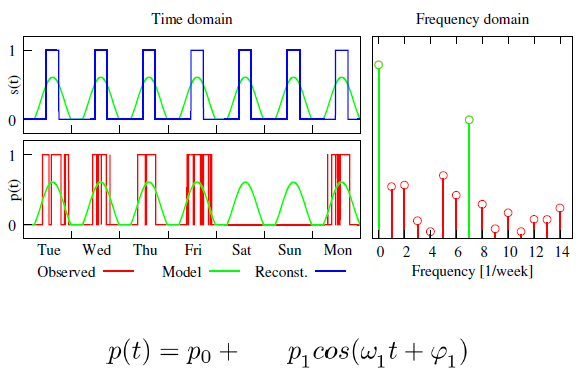 Time domain
Frequency domain
s(t)
1
0
p(t)
1
0
Tue Wed Thu Fri Sat Sun Mon
0 2 4 6 8 10 12 14
Frequency [1/week]
Observed Model Reconst.
p(t) = p₀ + p₁cos(ω₁t + φ₁)